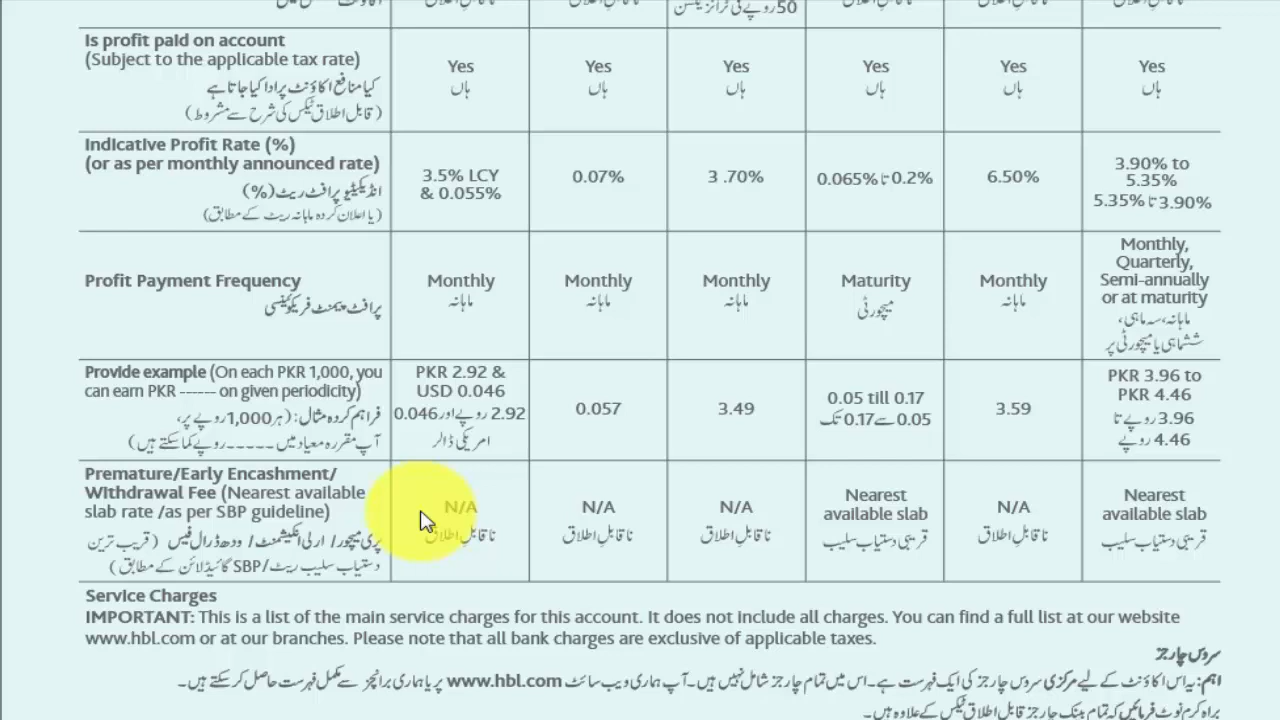 50 روپے فی ٹرانزیکشن
Is profit paid on account
(Subject to the applicable tax rate)
کیا منافع اکاؤنٹ پر ادا کیا جاتا ہے
(قابل اطلاق ٹیکس کی شرح سے مشروط)
Yes
ہاں
Yes
ہاں
Yes
ہاں
Yes
ہاں
Yes
ہاں
Yes
ہاں
Indicative Profit Rate (%)
(or as per monthly announced rate)
انڈیکیٹیو پرافٹ ریٹ (%)
(یا اعلان کردہ ماہانہ ریٹ کے مطابق)
3.5% LCY
& 0.055%
0.07%
3 .70%
0.065% تا 0.2%
6.50%
3.90% to
5.35%
3.90% تا 5.35%
Profit Payment Frequency
پرافٹ پیمنٹ فریکوئینسی
Monthly
ماہانہ
Monthly
ماہانہ
Monthly
ماہانہ
Maturity
میچورٹی
Monthly
ماہانہ
Monthly,
Quarterly,
Semi-annually
or at maturity
ماہانہ، سہ ماہی،
ششماہی یا میچورٹی پر
Provide example (On each PKR 1,000, you
can earn PKR ------ on given periodicity)
فراہم کردہ مثال: (ہر 1,000 روپے پر،
آپ مقررہ معیاد میں ----- روپے کما سکتے ہیں)
PKR 2.92 &
USD 0.046
2.92 روپے اور 0.046
امریکی ڈالر
0.057
3.49
0.05 till 0.17
0.05 سے 0.17 تک
3.59
PKR 3.96 to
PKR 4.46
3.96 روپے تا
4.46 روپے
Premature/Early Encashment/
Withdrawal Fee (Nearest available
slab rate /as per SBP guideline)
پری میچور/ ارلی انکیشمنٹ/ ودھ ڈرال فیس (قریب ترین
دستیاب سلیب ریٹ/SBP گائیڈلائن کے مطابق)
N/A
ناقابلِ اطلاق
N/A
ناقابلِ اطلاق
N/A
ناقابلِ اطلاق
Nearest
available slab
قریبی دستیاب سلیب
N/A
ناقابلِ اطلاق
Nearest
available slab
قریبی دستیاب سلیب
Service Charges
IMPORTANT: This is a list of the main service charges for this account. It does not include all charges. You can find a full list at our website
www.hbl.com or at our branches. Please note that all bank charges are exclusive of applicable taxes.
سروس چارجز
اہم: یہ اس اکاؤنٹ کے لیے مرکزی سروس چارجز کی ایک فہرست ہے۔ اس میں تمام چارجز شامل نہیں ہیں۔ آپ ہماری ویب سائٹ www.hbl.com پر یا ہماری برانچز سے مکمل فہرست حاصل کر سکتے ہیں۔
براہ کرم نوٹ فرمائیں کہ تمام بینک چارجز قابل اطلاق ٹیکس کے علاوہ ہیں۔